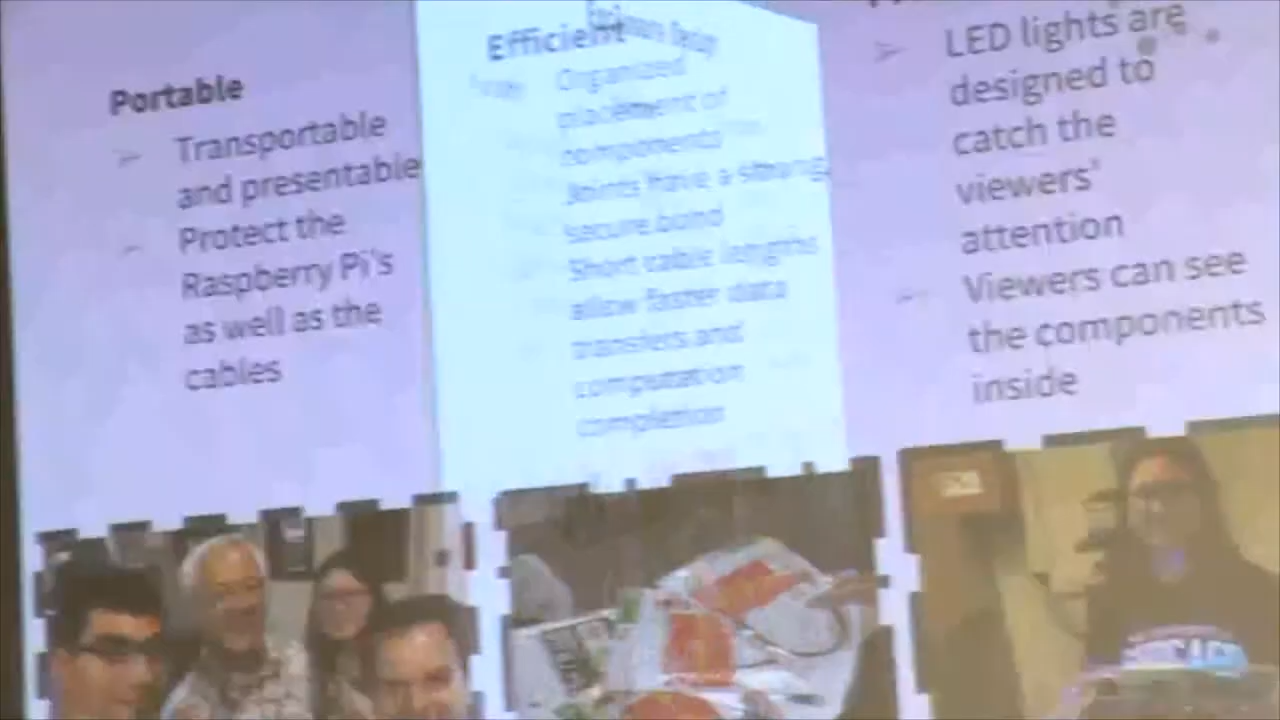 Portable
Transportable
and presentable
Protect the
Raspberry Pi's
as well as the
cables
Efficient
Organized
placement of
components
Joints have a strong,
secure bond
Short cable lengths
allow faster data
transfers and
computation
completion
LED lights are
designed to
catch the
viewers'
attention
Viewers can see
the components
inside